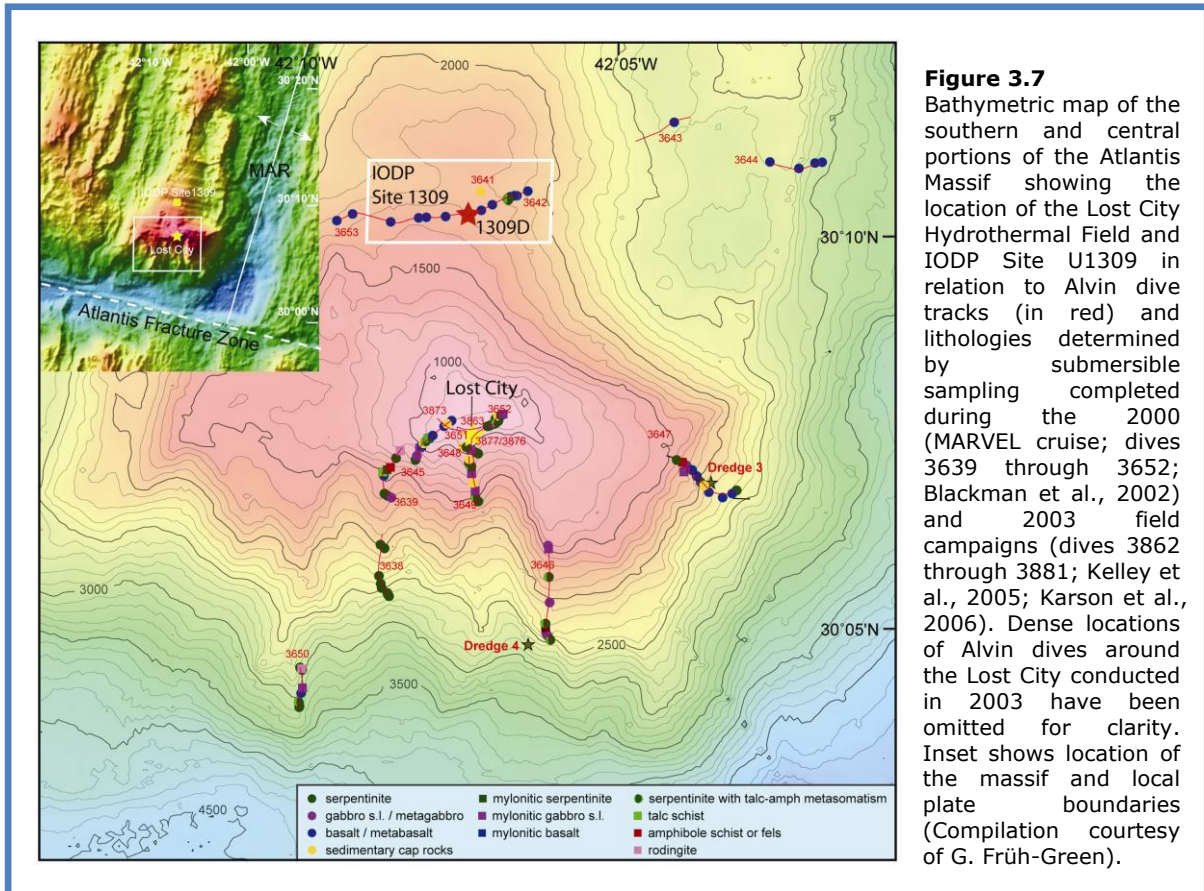 42°10'W
42°00'W
42°10'W
42°05'W
30°20'N
2000
MAR
3643
3644
IODP
Site 1309
3641
3642
IODP Site1309
30°10'N
3653
1309D
30°10'N
Lost City
1500
30°00'N
Atlantis Fracture Zone
1000
Lost City
3873
3652
3863
3651
3877/3876
3647
3648
3645
Dredge 3
3639
3649
3638
3646
3000
30°05'N
Dredge 4
2500
3650
3500
4500
serpentinite
mylonitic serpentinite
serpentinite with talc-amph metasomatism
gabbro s.l. / metagabbro
mylonitic gabbro s.l.
talc schist
basalt / metabasalt
mylonitic basalt
amphibole schist or fels
sedimentary cap rocks
rodingite
Figure 3.7
Bathymetric map of the
southern and central
portions of the Atlantis
Massif showing the
location of the Lost City
Hydrothermal Field and
IODP Site U1309 in
relation to Alvin dive
tracks (in red) and
lithologies determined
by submersible
sampling completed
during the 2000
(MARVEL cruise; dives
3639 through 3652;
Blackman et al., 2002)
and 2003 field
campaigns (dives 3862
through 3881; Kelley et
al., 2005; Karson et al.,
2006). Dense locations
of Alvin dives around
the Lost City conducted
in 2003 have been
omitted for clarity.
Inset shows location of
the massif and local
plate boundaries
(Compilation courtesy
of G. Früh-Green).